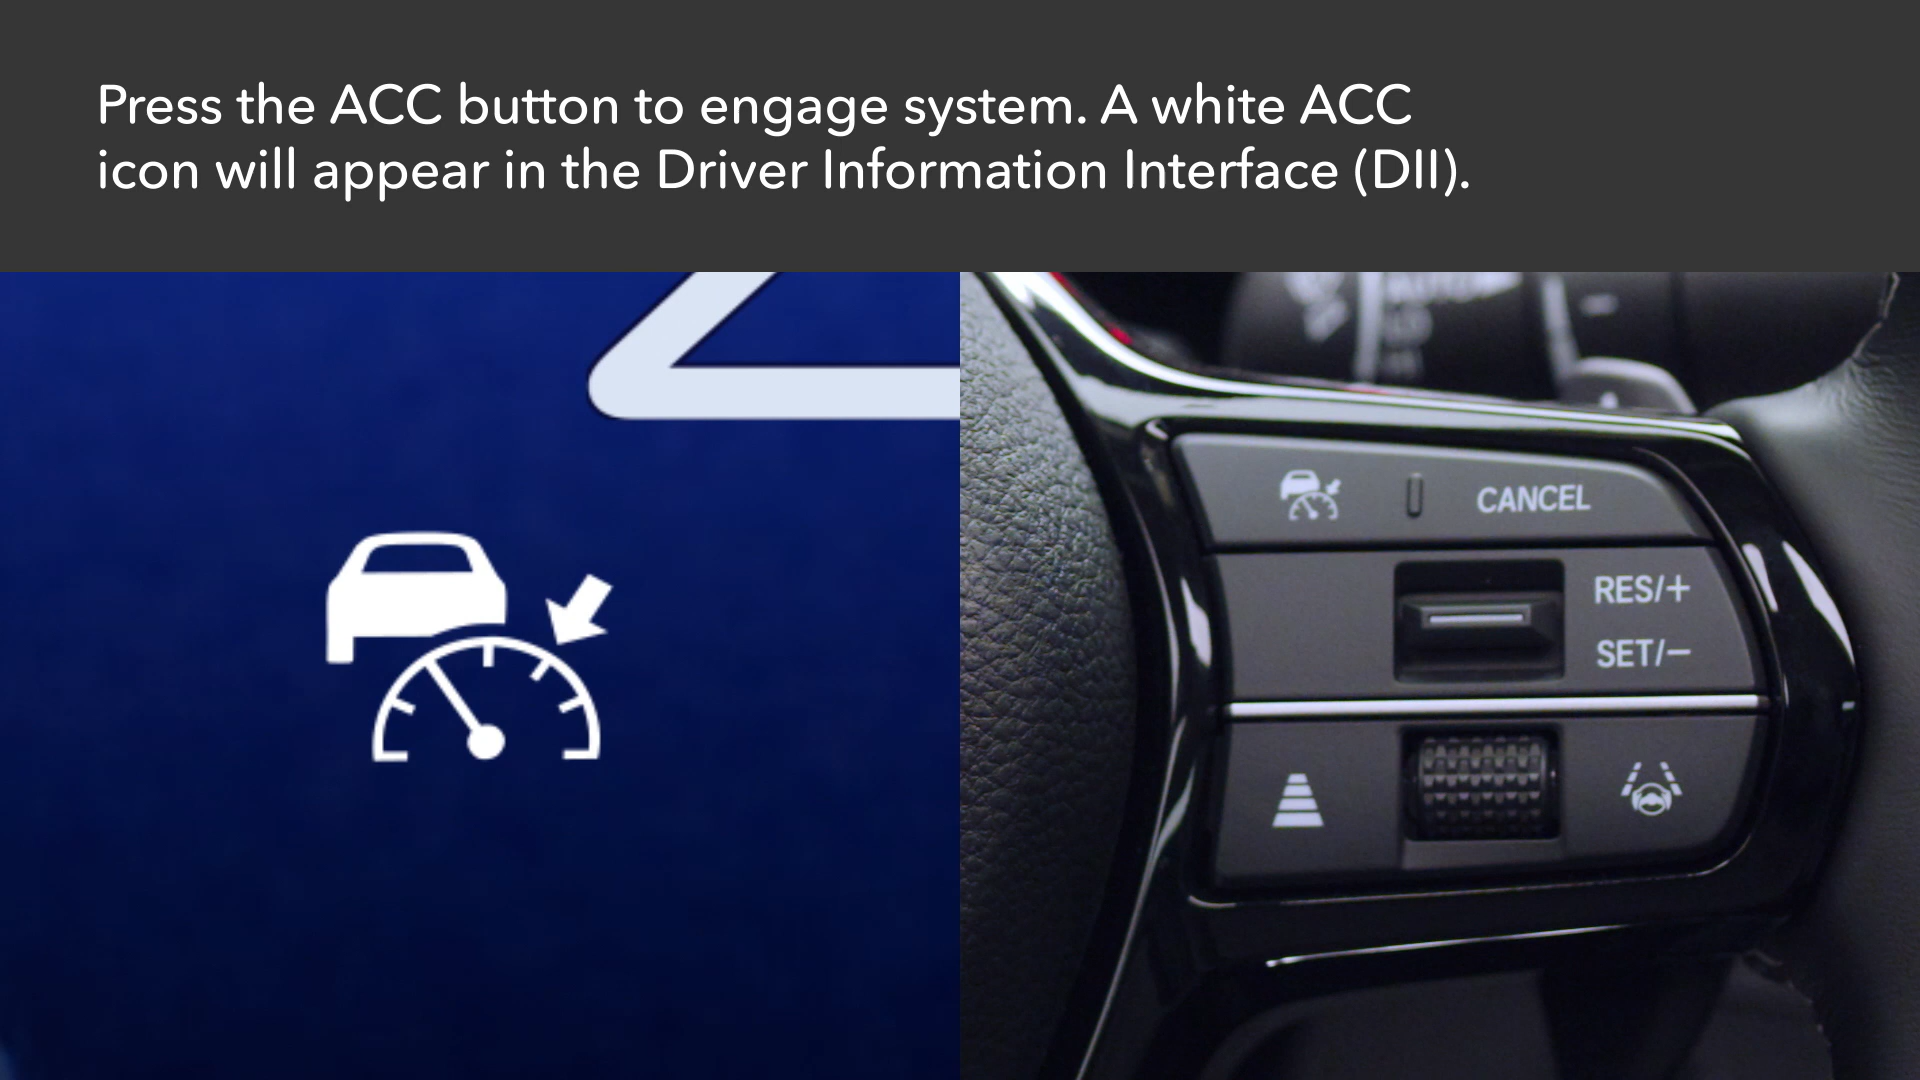 Press the ACC button to engage system. A white ACC
icon will appear in the Driver Information Interface (DII).
CANCEL
RES/+
SET/−